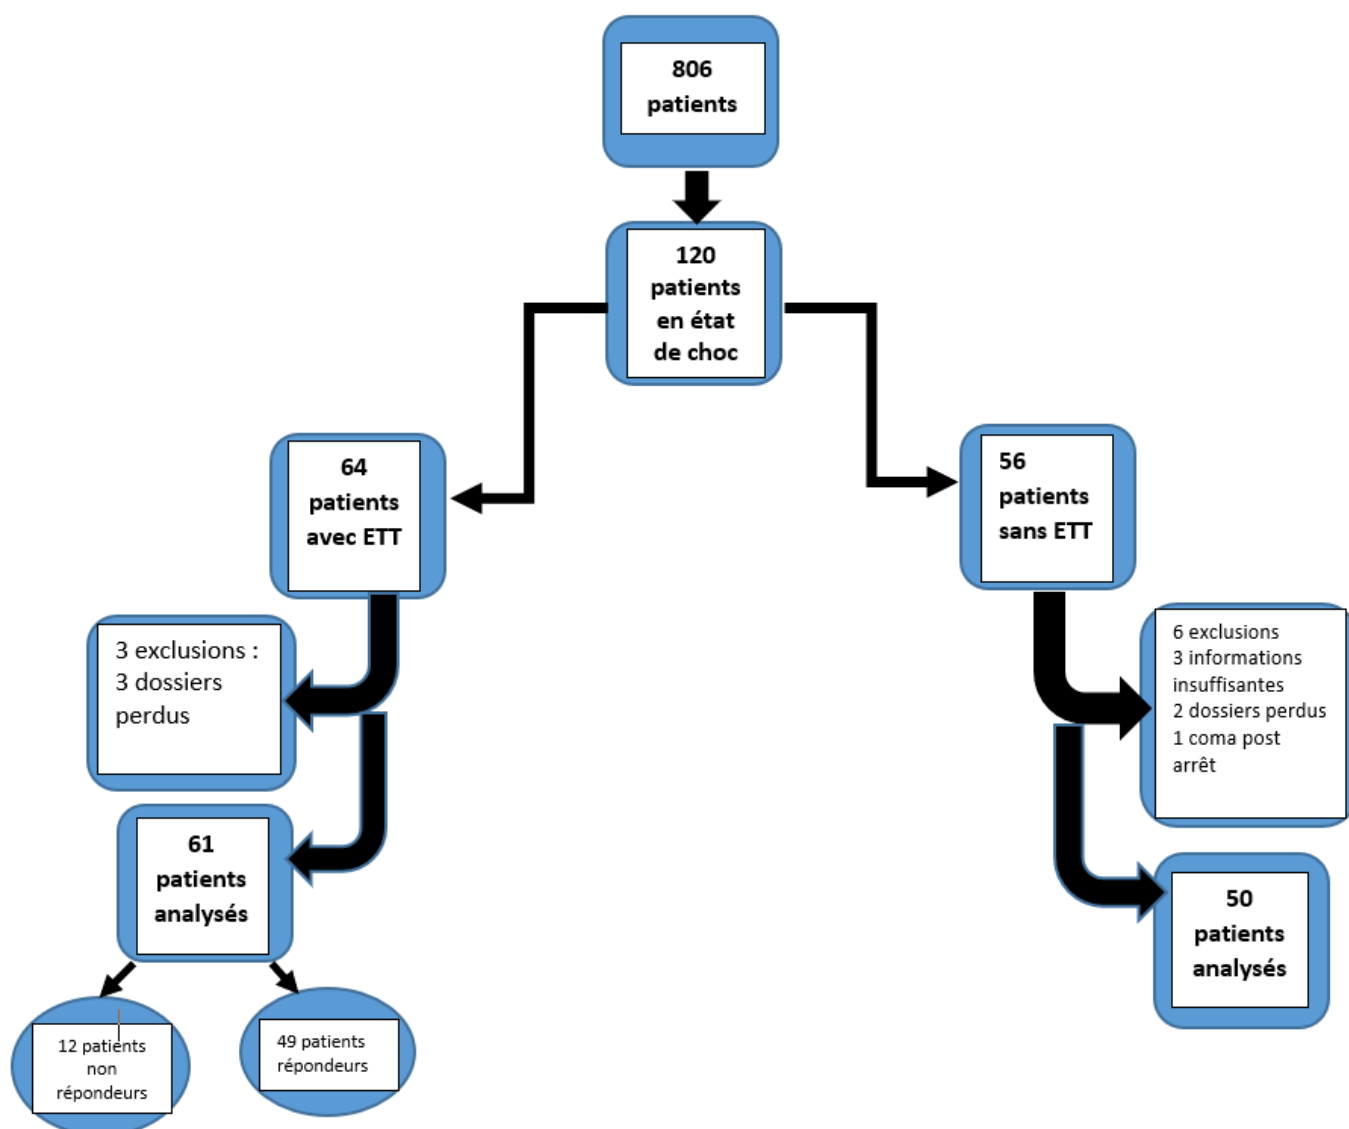 806
patients
120
patients
en état
de choc
64
patients
avec ETT
56
patients
sans ETT
3 exclusions :
3 dossiers
perdus
6 exclusions
3 informations
insuffisantes
2 dossiers perdus
1 coma post
arrêt
61
patients
analysés
50
patients
analysés
12 patients
non
répondeurs
49 patients
répondeurs